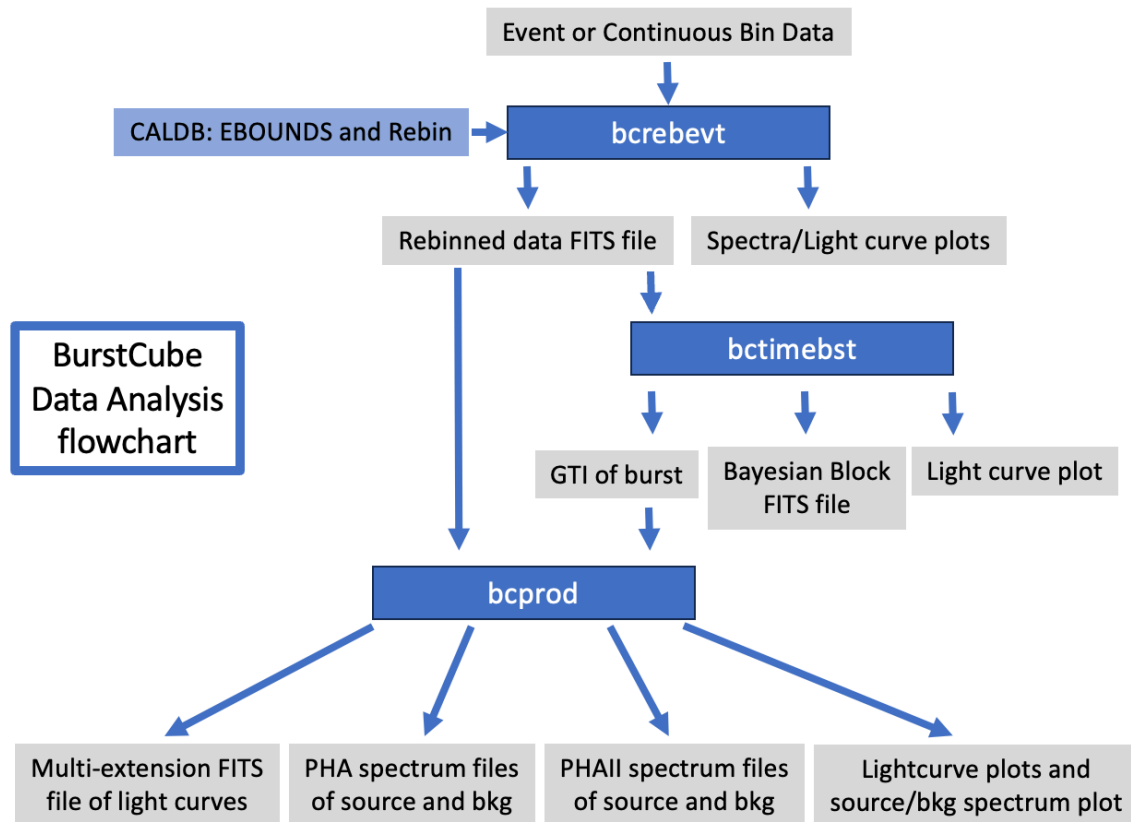 Event or Continuous Bin Data
CALDB: EBOUNDS and Rebin
bcrebevt
Rebinned data FITS file
Spectra/Light curve plots
BurstCube
Data Analysis
flowchart
bctimebst
GTI of burst
Bayesian Block
FITS file
Light curve plot
bcprod
Multi-extension FITS
file of light curves
PHA spectrum files
of source and bkg
PHAII spectrum files
of source and bkg
Lightcurve plots and
source/bkg spectrum plot